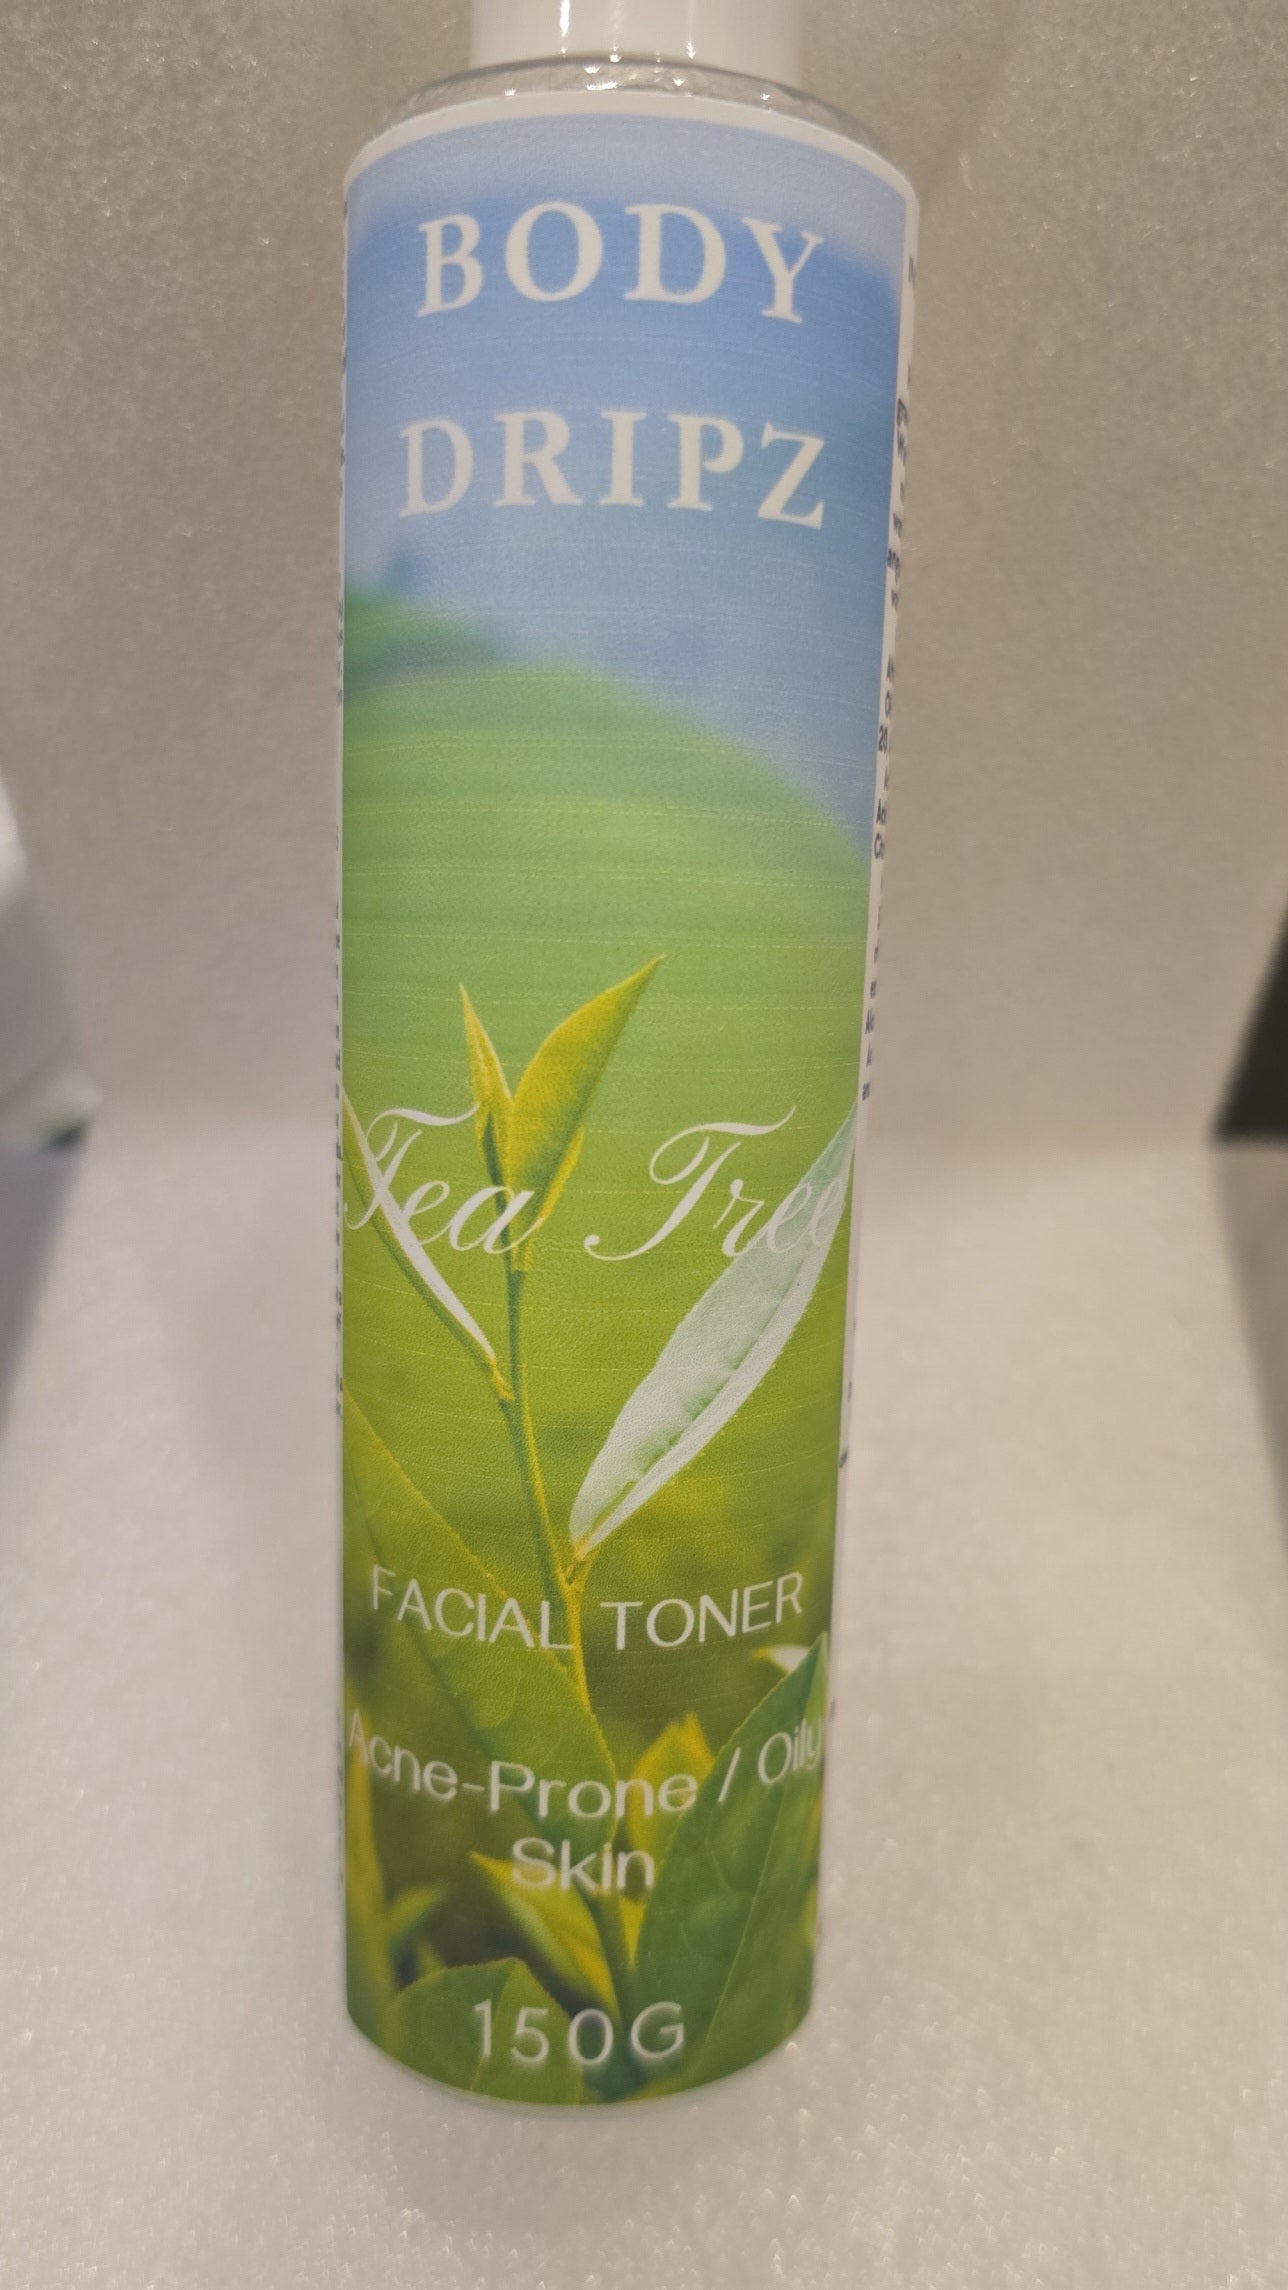 BODY
DRIPZ
Tea Tree
FACIAL TONER
Acne-Prone / Oily
Skin
150G